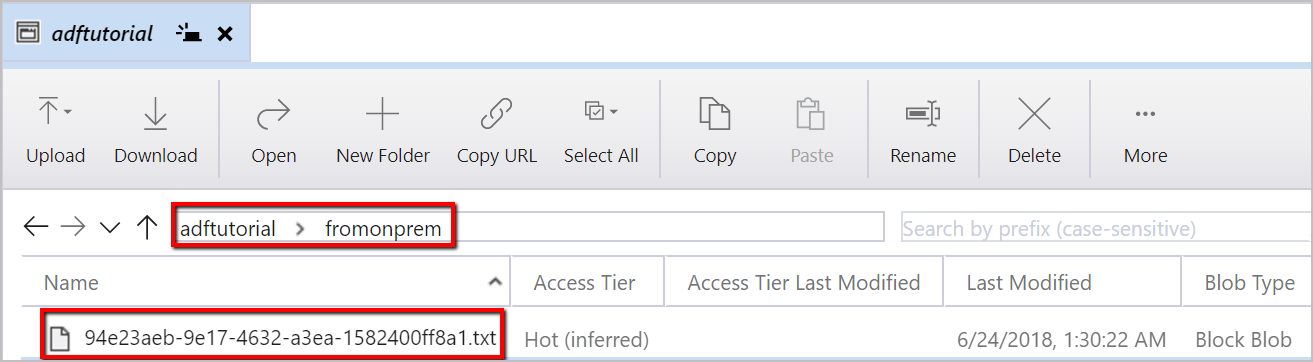 adftutorial
Upload Download Open New Folder Copy URL Select All Copy Paste Rename Delete More
adftutorial > fromonprem Search by prefix (case-sensitive)
Name Access Tier Access Tier Last Modified Last Modified Blob Type
94e23aeb-9e17-4632-a3ea-1582400ff8a1.txt Hot (inferred) 6/24/2018, 1:30:22 AM Block Blob